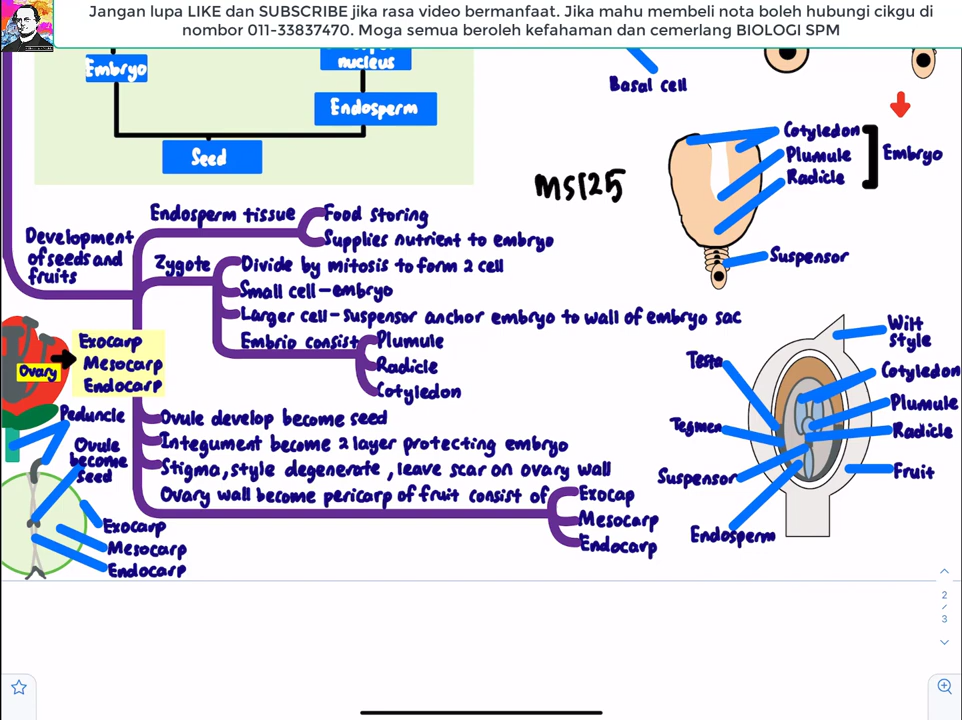 Jangan lupa LIKE dan SUBSCRIBE jika rasa video bermanfaat. Jika mahu membeli nota boleh hubungi cikgu di
nombor 011-33837470. Moga semua beroleh kefahaman dan cemerlang BIOLOGI SPM
Embryo
nucleus
Endosperm
Seed
Basal cell
Cotyledon
Plumule
Radicle
Embryo
Suspensor
MS125
Development
of seeds and
fruits
Endosperm tissue
Food storing
Supplies nutrient to embryo
Zygote
Divide by mitosis to form 2 cell
Small cell-embryo
Larger cell-suspensor anchor embryo to wall of embryo sac
Embrio consist
Plumule
Radicle
Cotyledon
Ovary
Exocarp
Mesocarp
Endocarp
Peduncle
Ovule
become
seed
Exocarp
Mesocarp
Endocarp
Ovule develop become seed
Integument become 2 layer protecting embryo
Stigma, style degenerate, leave scar on ovary wall
Ovary wall become pericarp of fruit consist of
Exocap
Mesocarp
Endocarp
Testa
Tegmen
Suspensor
Endosperm
Wilt
style
Cotyledon
Plumule
Radicle
Fruit
2
3